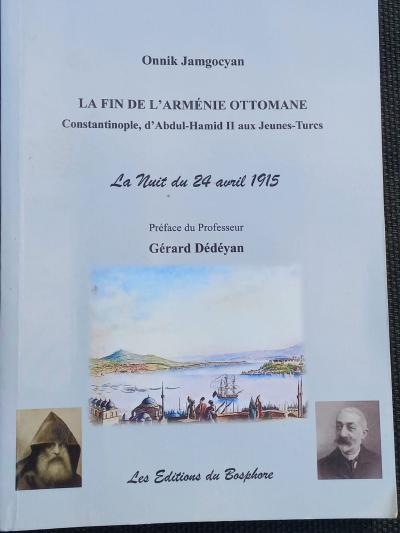 Onnik Jamgocyan
LA FIN DE L'ARMÉNIE OTTOMANE
Constantinople, d'Abdul-Hamid II aux Jeunes-Turcs
La Nuit du 24 avril 1915
Préface du Professeur
Gérard Dédéyan
Les Editions du Bosphore